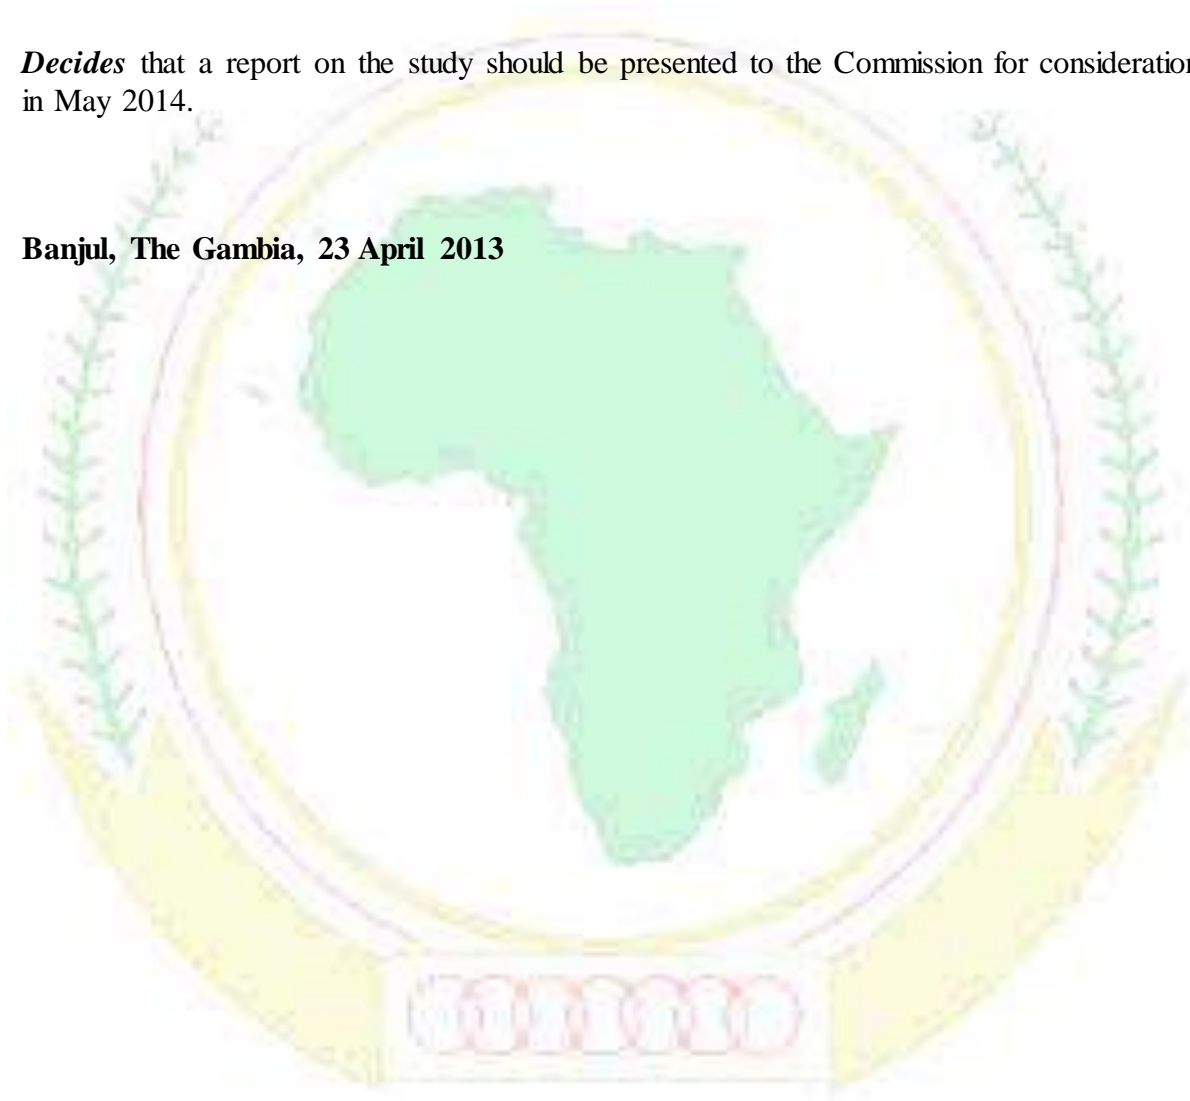 Decides that a report on the study should be presented to the Commission for consideration
in May 2014.
Banjul, The Gambia, 23 April 2013